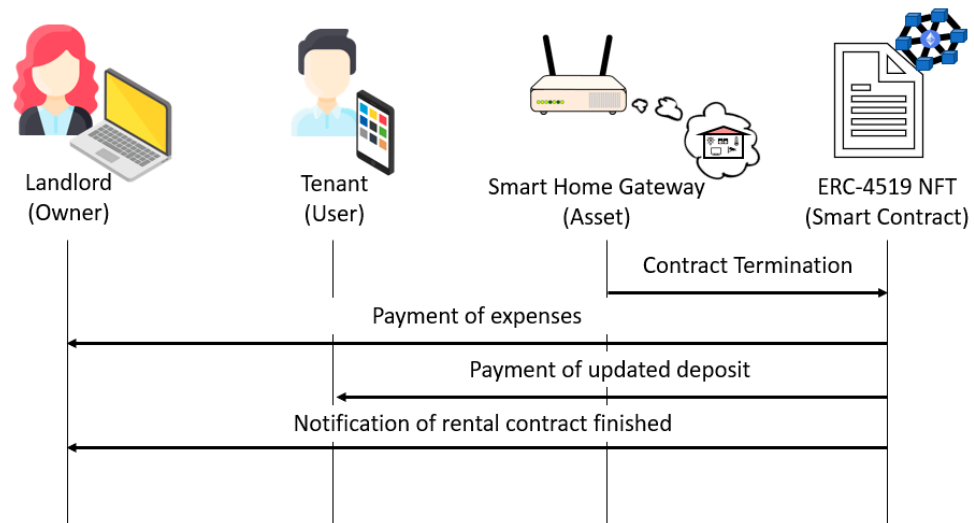 Landlord
(Owner)
Tenant
(User)
Smart Home Gateway
(Asset)
ERC-4519 NFT
(Smart Contract)
Contract Termination
Payment of expenses
Payment of updated deposit
Notification of rental contract finished